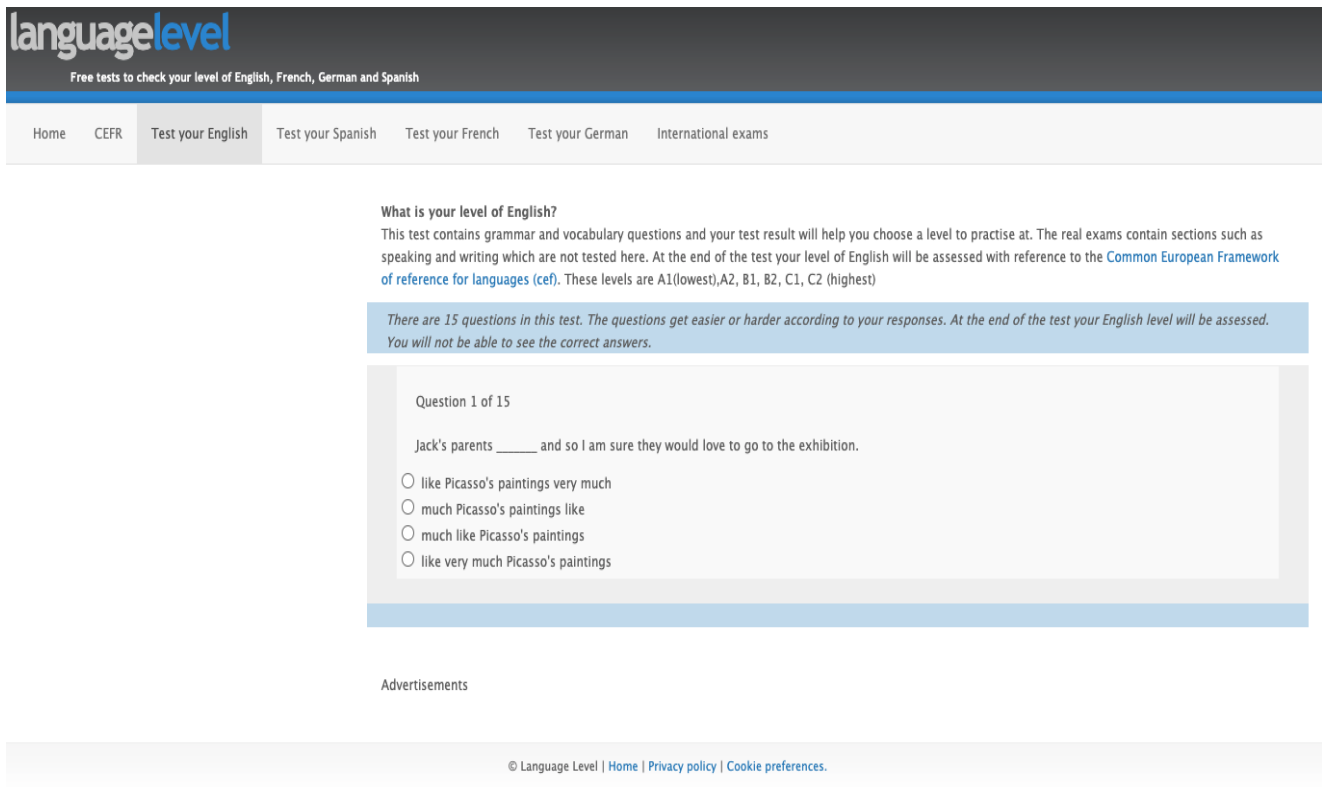 languagelevel
Free tests to check your level of English, French, German and Spanish
Home CEFR Test your English Test your Spanish Test your French Test your German International exams
What is your level of English?
This test contains grammar and vocabulary questions and your test result will help you choose a level to practise at. The real exams contain sections such as
speaking and writing which are not tested here. At the end of the test your level of English will be assessed with reference to the Common European Framework
of reference for languages (cef). These levels are A1(lowest),A2, B1, B2, C1, C2 (highest)
There are 15 questions in this test. The questions get easier or harder according to your responses. At the end of the test your English level will be assessed.
You will not be able to see the correct answers.
Question 1 of 15
Jack's parents ______ and so I am sure they would love to go to the exhibition.
like Picasso's paintings very much
much Picasso's paintings like
much like Picasso's paintings
like very much Picasso's paintings
Advertisements
© Language Level | Home | Privacy policy | Cookie preferences.